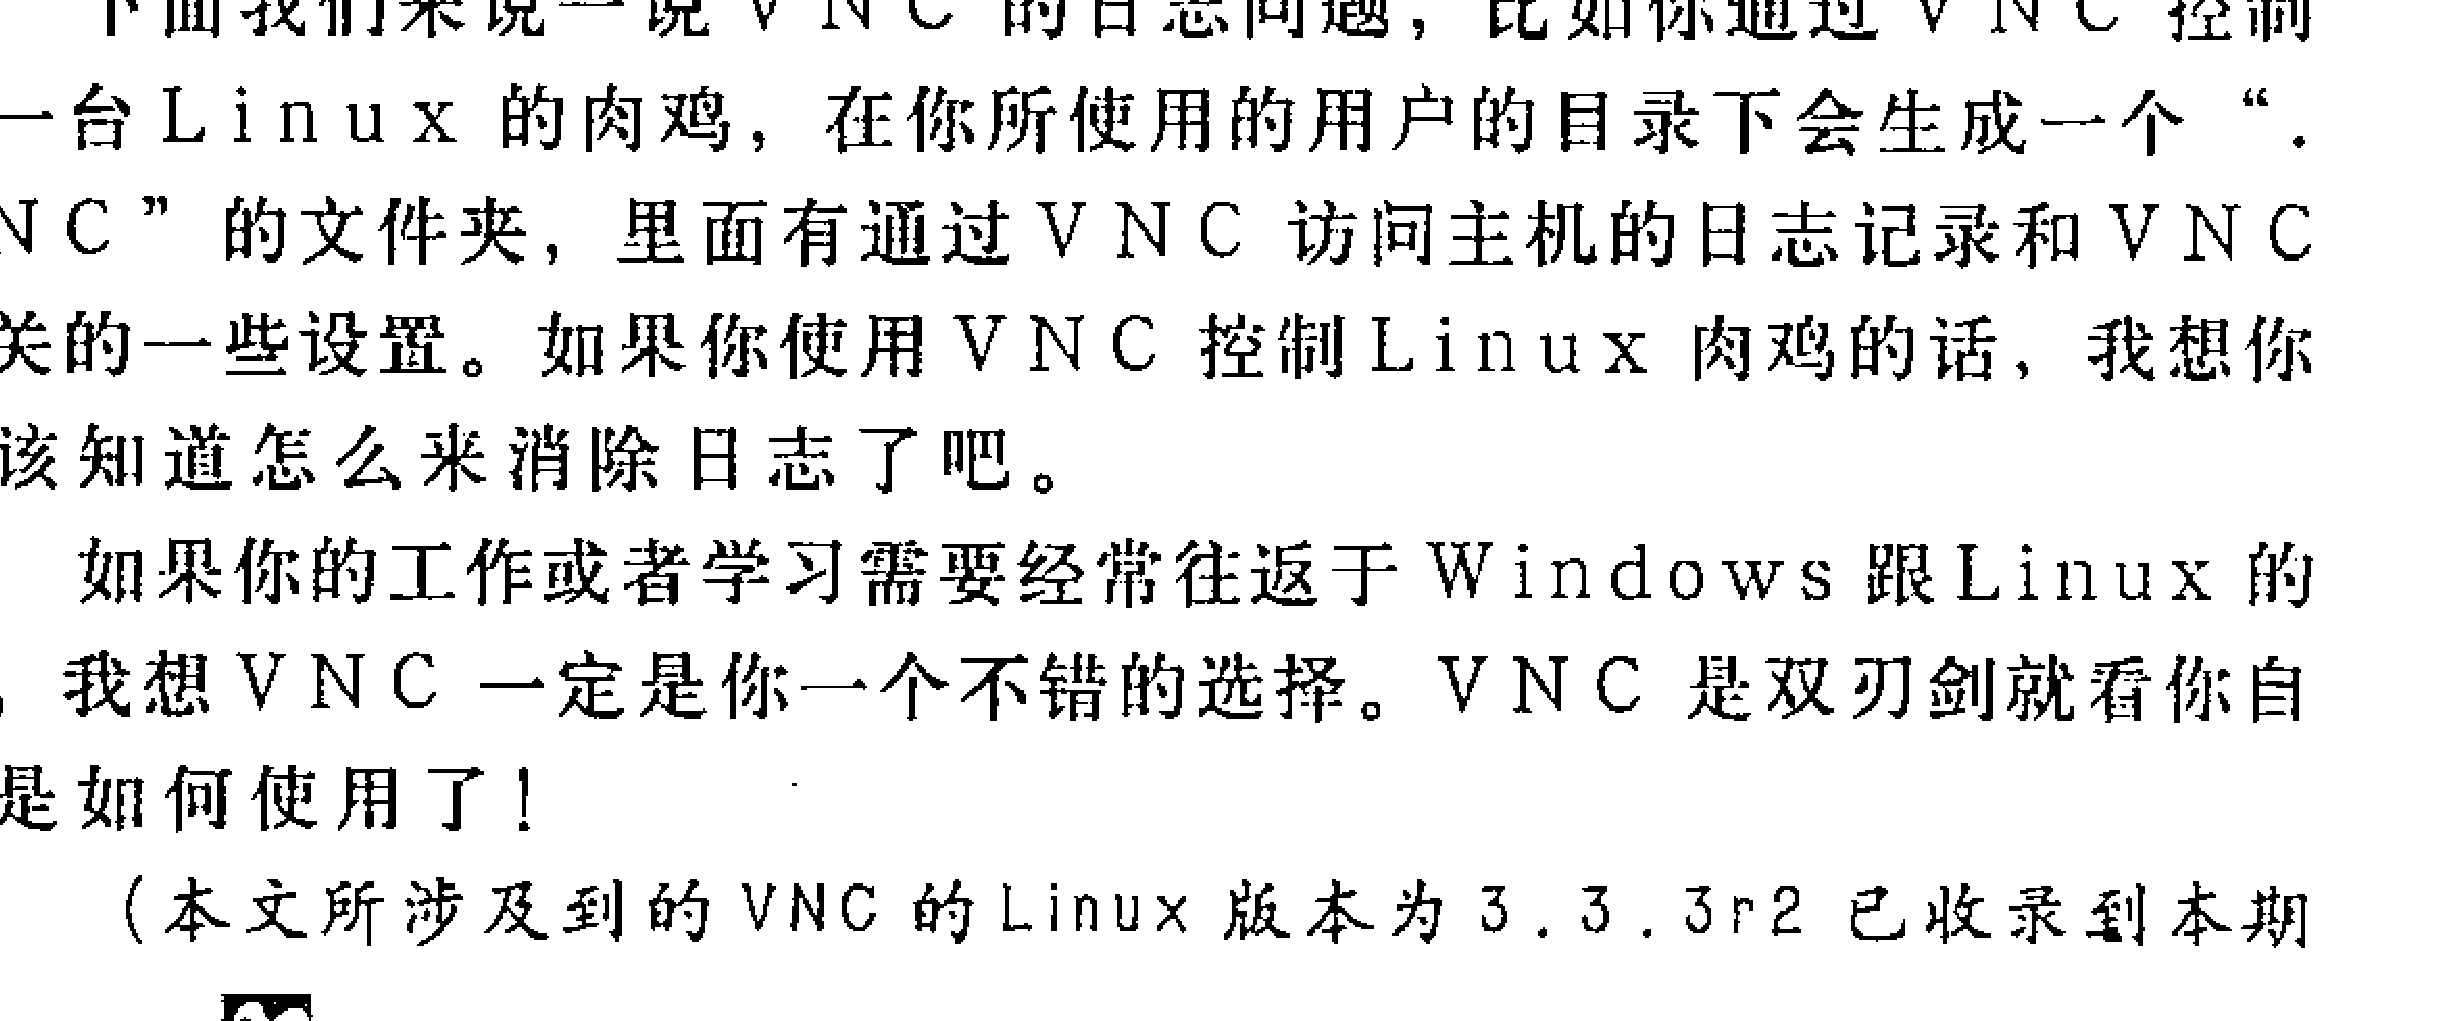 下面我们来说一说VNC的日志问题，比如你通过VNC控制
一台Linux的肉鸡，在你所使用的用户的目录下会生成一个“.
NC”的文件夹，里面有通过VNC访问主机的日志记录和VNC
关的一些设置。如果你使用VNC控制Linux肉鸡的话，我想你
该知道怎么来消除日志了吧。
如果你的工作或者学习需要经常往返于Windows跟Linux的
，我想VNC一定是你一个不错的选择。VNC是双刃剑就看你自
是如何使用了！
（本文所涉及到的VNC的Linux版本为3.3.3r2已收录到本期